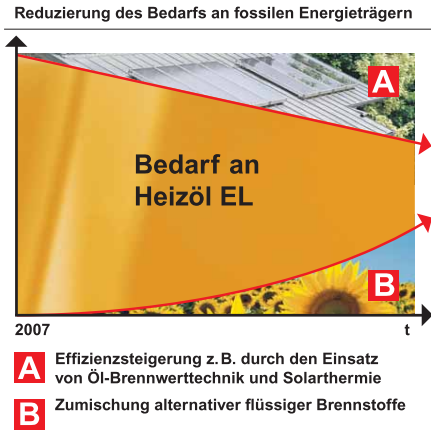 Reduzierung des Bedarfs an fossilen Energieträgern
A
Bedarf an
Heizöl EL
B
2007 t
A Effizienzsteigerung z. B. durch den Einsatz
von Öl-Brennwerttechnik und Solarthermie
B Zumischung alternativer flüssiger Brennstoffe